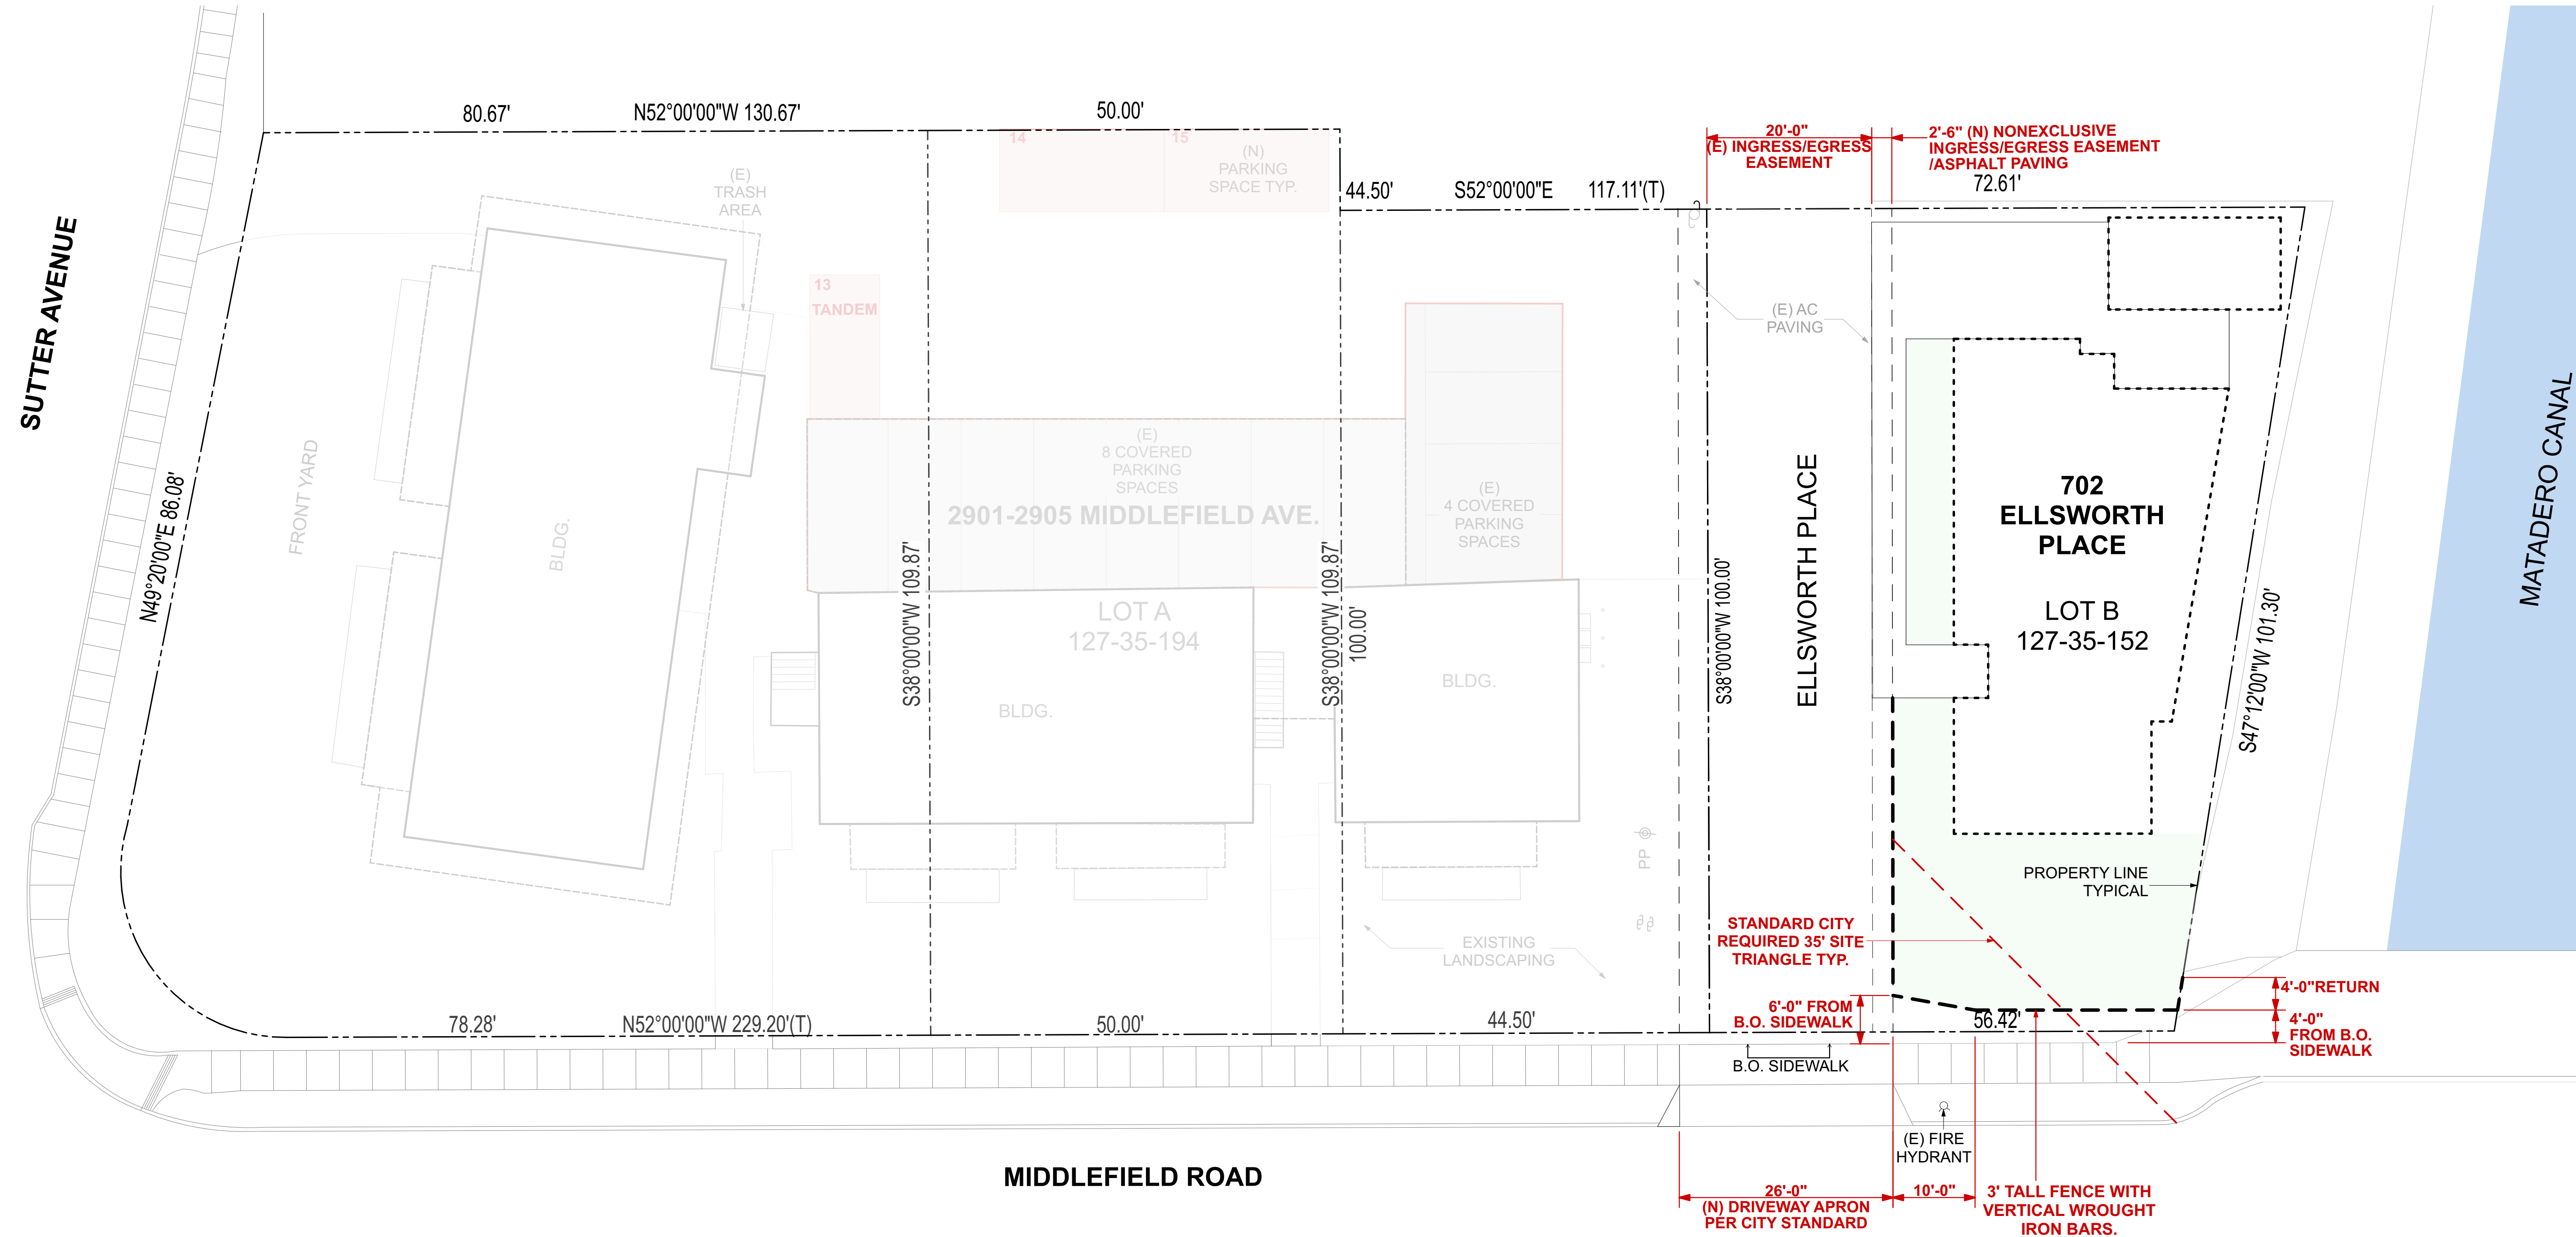 80.67'
N52°00'00"W 130.67'
50.00'
14
15
(N)
PARKING
SPACE TYP.
20'-0"
(E) INGRESS/EGRESS
EASEMENT
2'-6" (N) NONEXCLUSIVE
INGRESS/EGRESS EASEMENT
/ASPHALT PAVING
72.61'
44.50'
S52°00'00"E
117.11'(T)
(E)
TRASH
AREA
SUTTER AVENUE
13
TANDEM
(E) AC
PAVING
MATADERO CANAL
FRONT YARD
BLDG.
N49°20'00"E 86.08'
(E)
8 COVERED
PARKING
SPACES
2901-2905 MIDDLEFIELD AVE.
(E)
4 COVERED
PARKING
SPACES
S38°00'00"W 109.87'
S38°00'00"W 109.87'
100.00'
S38°00'00"W 100.00'
ELLSWORTH PLACE
702
ELLSWORTH
PLACE
LOT B
127-35-152
LOT A
127-35-194
BLDG.
BLDG.
S47°12'00"W 101.30'
PP
PROPERTY LINE
TYPICAL
EXISTING
LANDSCAPING
STANDARD CITY
REQUIRED 35' SITE
TRIANGLE TYP.
6'-0" FROM
B.O. SIDEWALK
4'-0"RETURN
4'-0"
FROM B.O.
SIDEWALK
78.28'
N52°00'00"W 229.20'(T)
50.00'
44.50'
56.42'
B.O. SIDEWALK
(E) FIRE
HYDRANT
MIDDLEFIELD ROAD
26'-0"
(N) DRIVEWAY APRON
PER CITY STANDARD
10'-0"
3' TALL FENCE WITH
VERTICAL WROUGHT
IRON BARS.